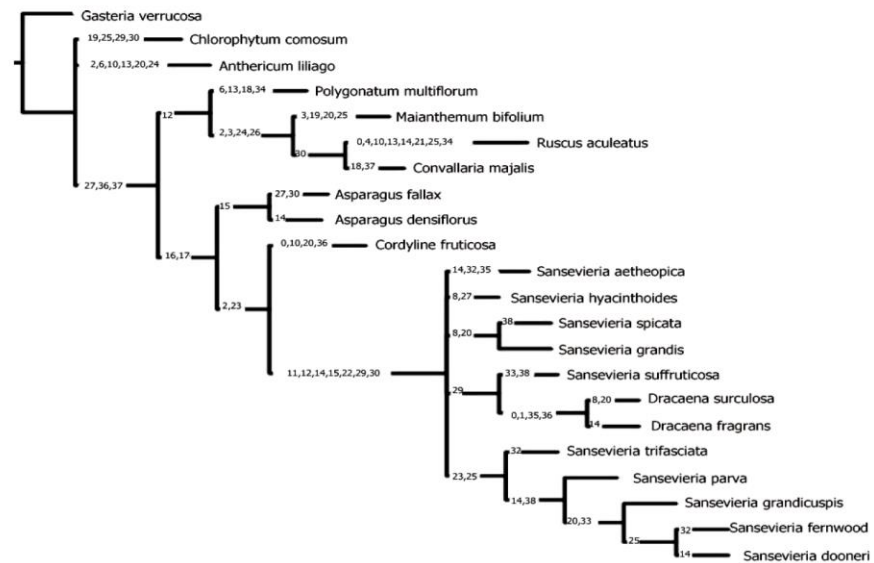 Gasteria verrucosa
19,25,29,30 Chlorophytum comosum
2,6,10,13,20,24 Anthericum liliago
6,13,18,34 Polygonatum multiflorum
12
3,19,20,25 Maianthemum bifolium
2,3,24,26
0,4,10,13,14,21,25,34 Ruscus aculeatus
30
18,37 Convallaria majalis
27,36,37
27,30 Asparagus fallax
15
14 Asparagus densiflorus
0,10,20,36 Cordyline fruticosa
16,17
14,32,35 Sansevieria aetheopica
8,27 Sansevieria hyacinthoides
2,23
38 Sansevieria spicata
8,20
Sansevieria grandis
11,12,14,15,22,29,30
33,38 Sansevieria suffruticosa
29
8,20 Dracaena surculosa
0,1,35,36
14 Dracaena fragrans
32 Sansevieria trifasciata
23,25
Sansevieria parva
14,38
Sansevieria grandicuspis
20,33
32 Sansevieria fernwood
25
14 Sansevieria dooneri